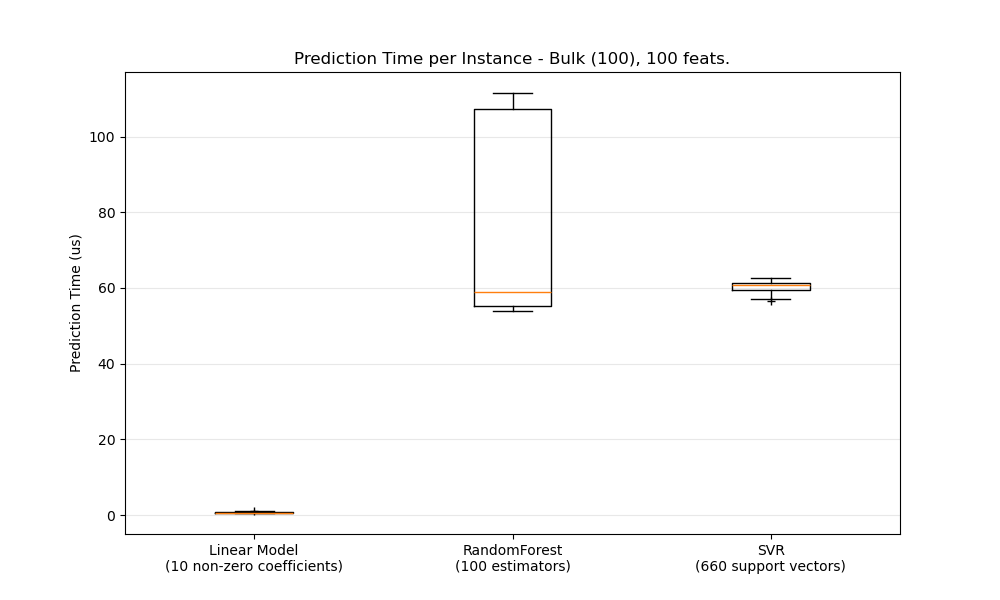 Prediction Time per Instance - Bulk (100), 100 feats.
Prediction Time (us)
100
80
60
40
20
0
Linear Model
(10 non-zero coefficients)
RandomForest
(100 estimators)
SVR
(660 support vectors)